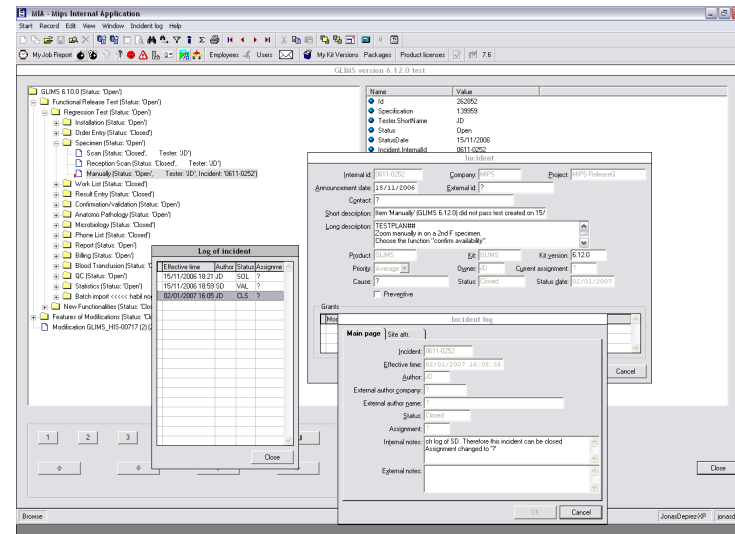 MIA - Mips Internal Application
Start Record Edit View Window Incident log Help
My Job Report
Employees
Users
My Kit Versions Packages Product licenses
7.6
GLIMS version 6.12.0 test
GLIMS 6.10.0 (Status: 'Open')
Functional Release Test (Status: 'Open')
Regression Test (Status: 'Open')
Installation (Status: 'Open')
Order Entry (Status: 'Closed')
Specimen (Status: 'Open')
Scan (Status: 'Closed', Tester: 'JD')
Reception Scan (Status: 'Closed', Tester: 'JD')
Manually (Status: 'Open', Tester: 'JD', Incident: '0611-0252')
Work List (Status: 'Closed')
Result Entry (Status: 'Closed')
Confirmation/validation (Status: 'Open')
Anatomo Pathology (Status: 'Open')
Microbiology (Status: 'Closed')
Phone List (Status: 'Closed')
Report (Status: 'Open')
Billing (Status: 'Open')
Blood Transfusion (Status: 'C
QC (Status: 'Open')
Statistics (Status: 'Open')
Batch import <<<<< habil nog
New Functionalities (Status: 'Clo
Features of Modifications (Status: 'Cl
Modification GLIMS_HIS-00717 (2) (
Name Value
Id 262852
Specification 139959
Tester.ShortName JD
Status Open
StatusDate 15/11/2006
Incident.InternalId 0611-0252
Incident
Internal id: 0611-0252 Company: MIPS Project: MIPS-ReleaseG
Announcement date: 15/11/2006 External id: ?
Contact: ?
Short description: Item 'Manually' (GLIMS 6.12.0) did not pass test created on 15/
Long description: TESTPLAN##
Zoom manually in on a 2nd F specimen.
Choose the function "confirm availability".
Product: GLIMS Kit: GLIMS Kit version: 6.12.0
Priority: Average Owner: JD Current assignment: ?
Cause: ? Status: Closed Status date: 02/01/2007
Preventive
Grants
Mod
Cancel
Log of incident
Effective time Author Status Assignme
15/11/2006 18:21 JD SOL ?
15/11/2006 18:59 SD VAL ?
02/01/2007 16:05 JD CLS ?
Close
Incident log
Main page Site attr.
Incident: 0611-0252
Effective time: 02/01/2007 16:06:36
Author: JD
External author company: ?
External author name: ?
Status: Closed
Assignment: ?
Internal notes: cfr log of SD. Therefore this incident can be closed
Assignment changed to '?'
External notes:
OK Cancel
1 2 3
Close
Browse
JonasDeprez-XP jonasd